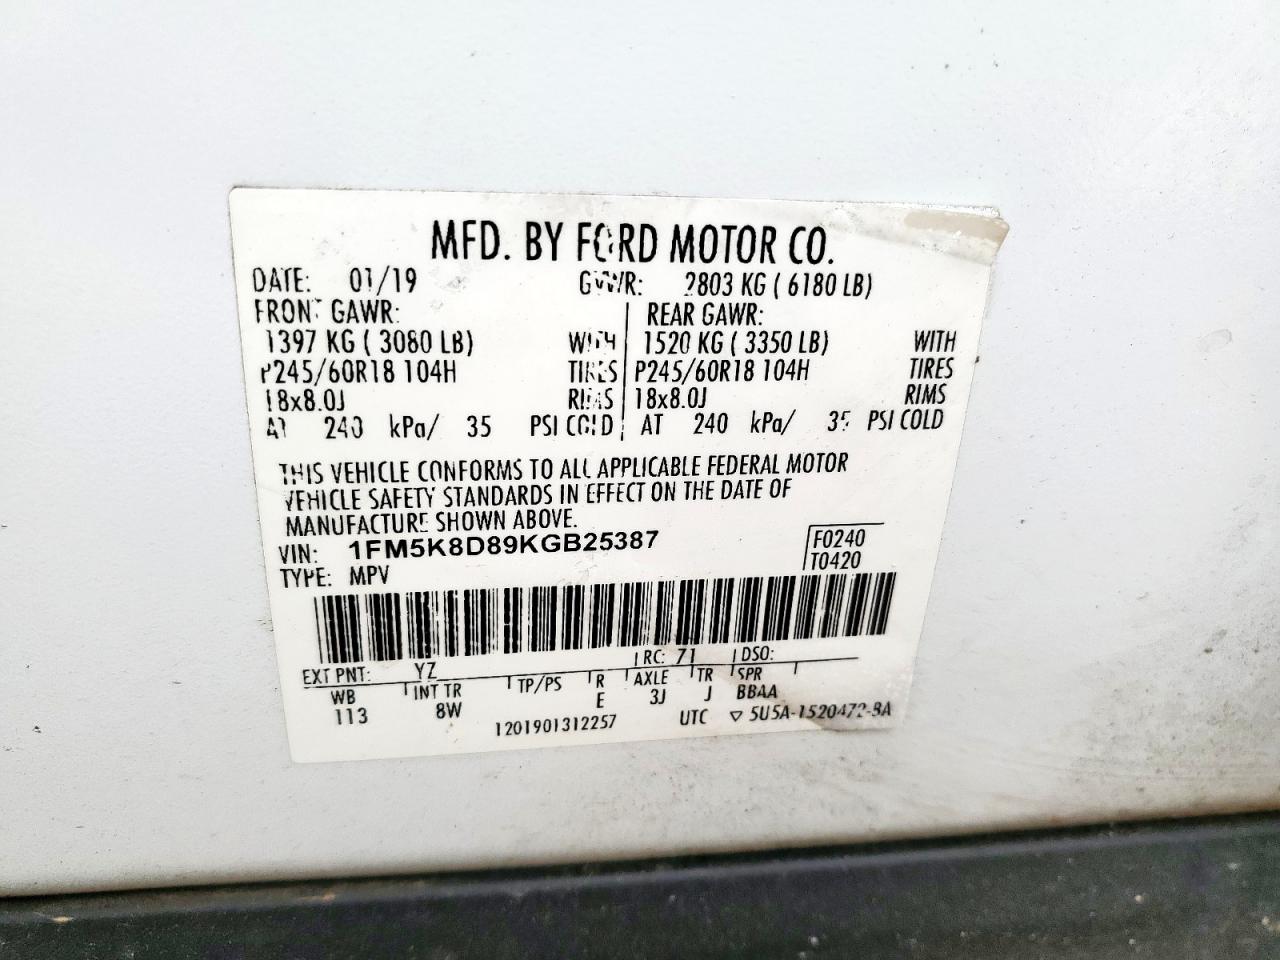 MFD. BY FORD MOTOR CO.
DATE: 01/19 GVWR: 2803 KG ( 6180 LB)
FRONT GAWR: REAR GAWR:
1397 KG ( 3080 LB) WITH 1520 KG ( 3350 LB) WITH
P245/60R18 104H TIRES P245/60R18 104H TIRES
18x8.0J RIMS 18x8.0J RIMS
AT 240 kPa/ 35 PSI COLD AT 240 kPa/ 35 PSI COLD
THIS VEHICLE CONFORMS TO ALL APPLICABLE FEDERAL MOTOR
VEHICLE SAFETY STANDARDS IN EFFECT ON THE DATE OF
MANUFACTURE SHOWN ABOVE.
VIN: 1FM5K8D89KGB25387 F0240
TYPE: MPV T0420
EXT PNT: YZ RC: 71 DSO:
WB INT TR TP/PS R AXLE TR SPR
113 8W E 3J J BBAA
1201901312257 UTC ▽ 5U5A-1520472-BA